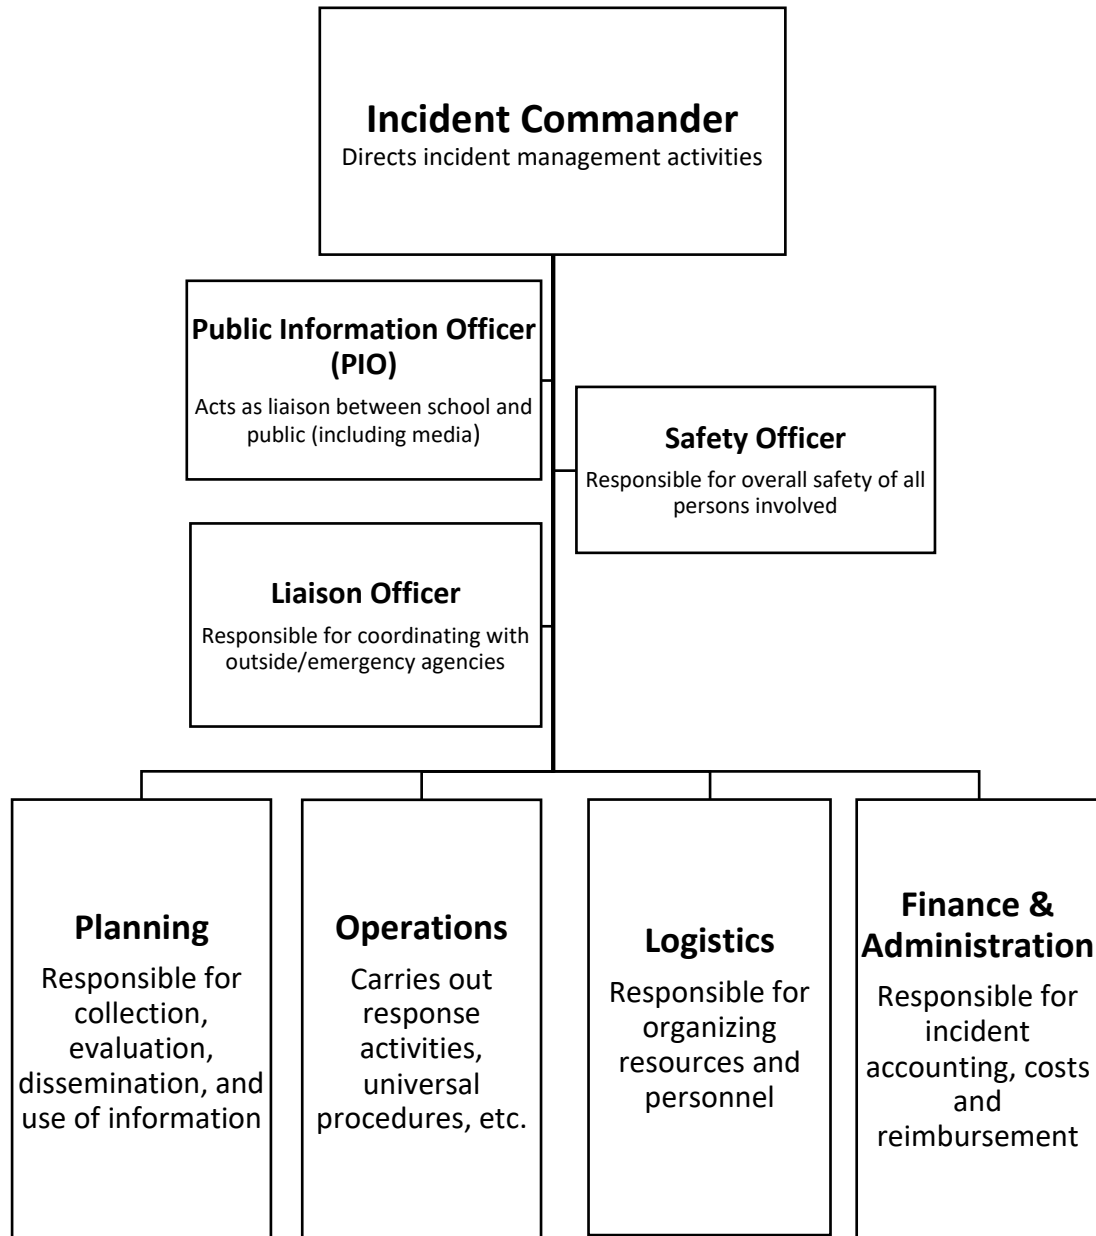 Incident Commander
Directs incident management activities
Public Information Officer
(PIO)
Acts as liaison between school and
public (including media)
Safety Officer
Responsible for overall safety of all
persons involved
Liaison Officer
Responsible for coordinating with
outside/emergency agencies
Planning
Responsible for
collection,
evaluation,
dissemination, and
use of information
Operations
Carries out
response
activities,
universal
procedures, etc.
Logistics
Responsible for
organizing
resources and
personnel
Finance &
Administration
Responsible for
incident
accounting, costs
and
reimbursement